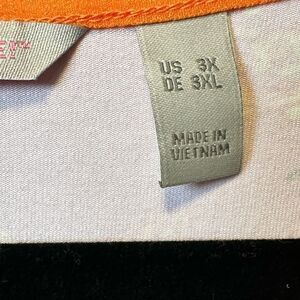 US 3X
DE 3XL
MADE IN
VIETNAM